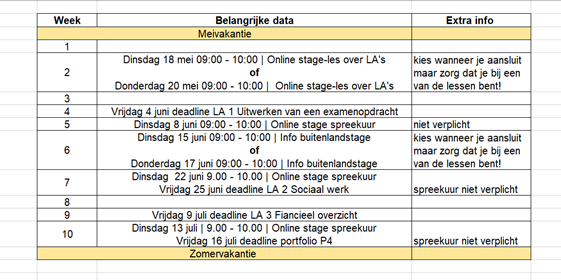 Week Belangrijke data Extra info
Meivakantie
1
2 Dinsdag 18 mei 09:00 - 10:00 | Online stage-les over LA's kies wanneer je aansluit
of maar zorg dat je bij een
Donderdag 20 mei 09:00 - 10:00 | Online stage-les over LA's van de lessen bent!
3
4 Vrijdag 4 juni deadline LA 1 Uitwerken van een examenopdracht
5 Dinsdag 8 juni 09:00 - 10:00 | Online stage spreekuur niet verplicht
6 Dinsdag 15 juni 09:00 - 10:00 | Info buitenlandstage kies wanneer je aansluit
of maar zorg dat je bij een
Donderdag 17 juni 09:00 - 10:00 | Info buitenlandstage van de lessen bent!
7 Dinsdag 22 juni 9.00 - 10.00 | Online stage spreekuur
Vrijdag 25 juni deadline LA 2 Sociaal werk spreekuur niet verplicht
8
9 Vrijdag 9 juli deadline LA 3 Fiancieel overzicht
10 Dinsdag 13 juli | 9.00 - 10.00 | Online stage spreekuur
Vrijdag 16 juli deadline portfolio P4 spreekuur niet verplicht
Zomervakantie